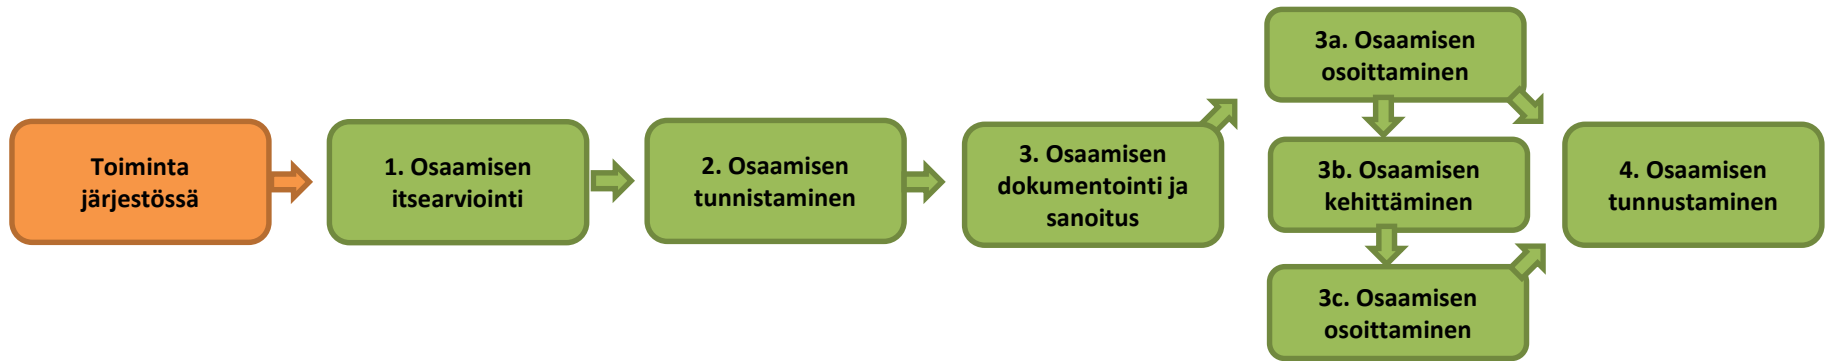 Toiminta
järjestössä
1. Osaamisen
itsearviointi
2. Osaamisen
tunnistaminen
3. Osaamisen
dokumentointi ja
sanoitus
3a. Osaamisen
osoittaminen
3b. Osaamisen
kehittäminen
3c. Osaamisen
osoittaminen
4. Osaamisen
tunnustaminen